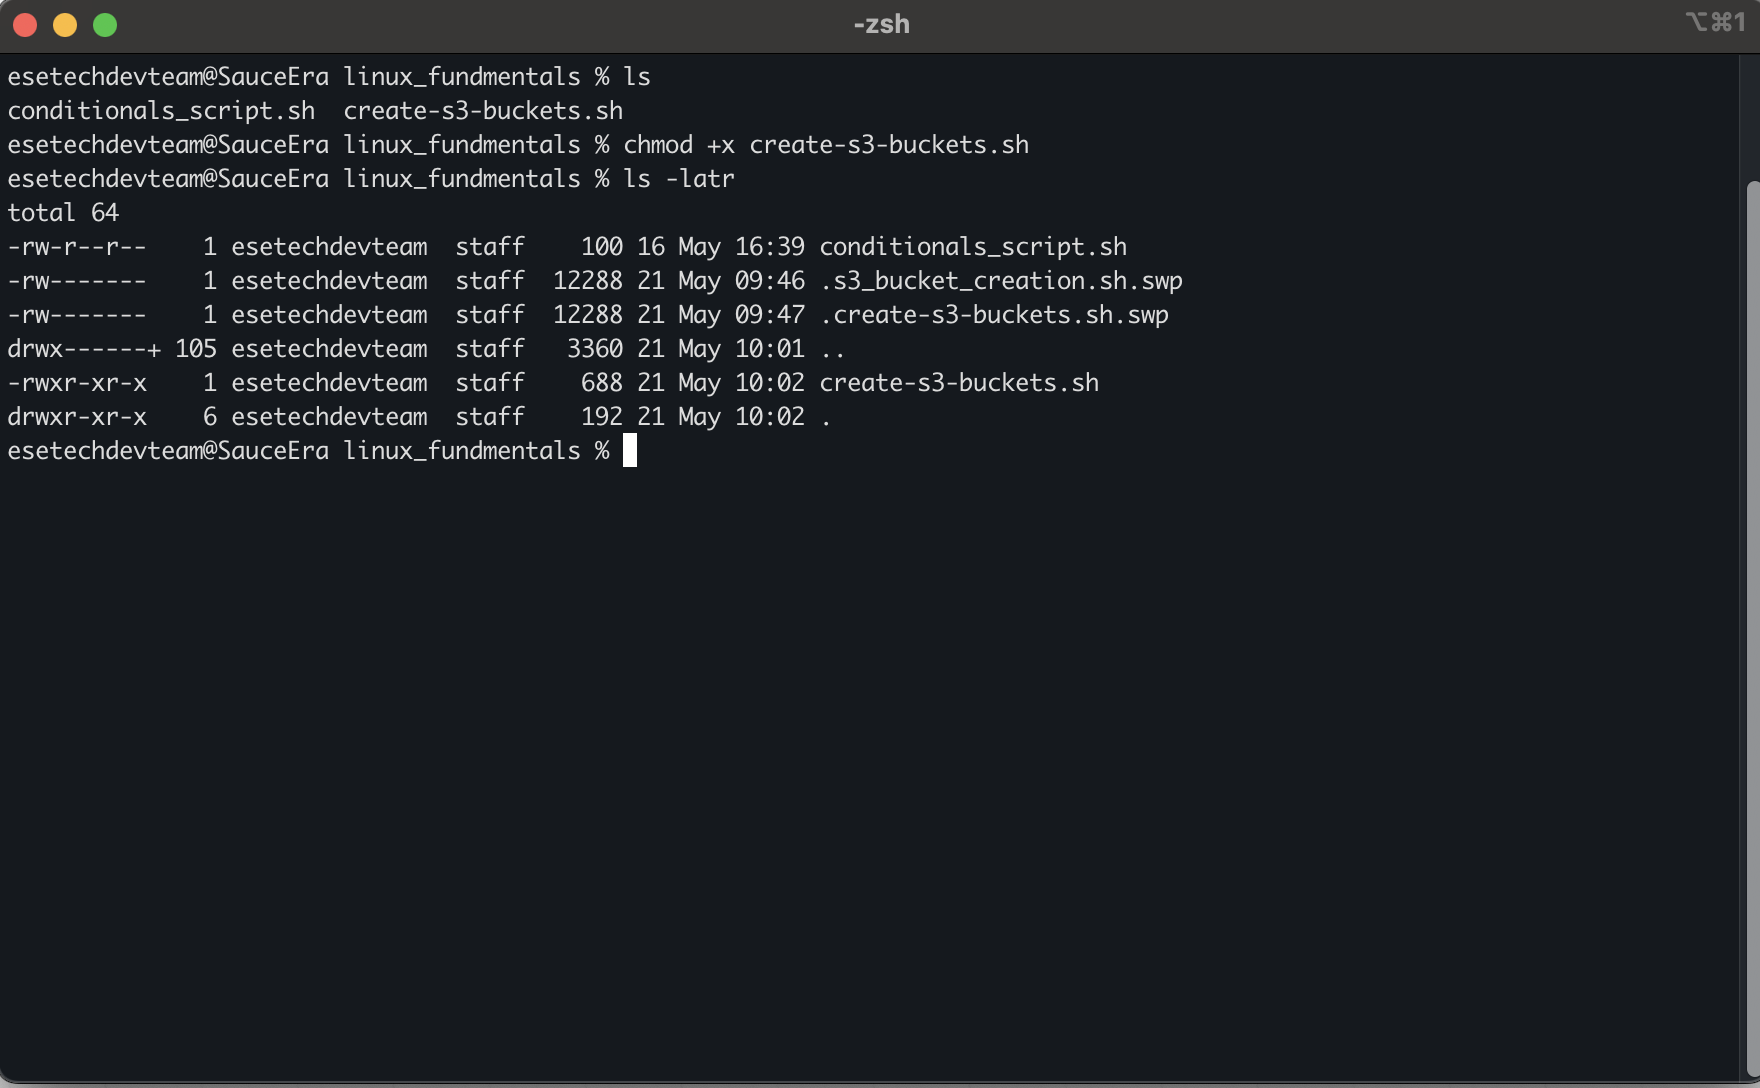 -zsh
⌥⌘1
esetechdevteam@SauceEra linux_fundmentals % ls
conditionals_script.sh  create-s3-buckets.sh
esetechdevteam@SauceEra linux_fundmentals % chmod +x create-s3-buckets.sh
esetechdevteam@SauceEra linux_fundmentals % ls -latr
total 64
-rw-r--r--    1 esetechdevteam  staff    100 16 May 16:39 conditionals_script.sh
-rw-------    1 esetechdevteam  staff  12288 21 May 09:46 .s3_bucket_creation.sh.swp
-rw-------    1 esetechdevteam  staff  12288 21 May 09:47 .create-s3-buckets.sh.swp
drwx------+ 105 esetechdevteam  staff   3360 21 May 10:01 ..
-rwxr-xr-x    1 esetechdevteam  staff    688 21 May 10:02 create-s3-buckets.sh
drwxr-xr-x    6 esetechdevteam  staff    192 21 May 10:02 .
esetechdevteam@SauceEra linux_fundmentals %